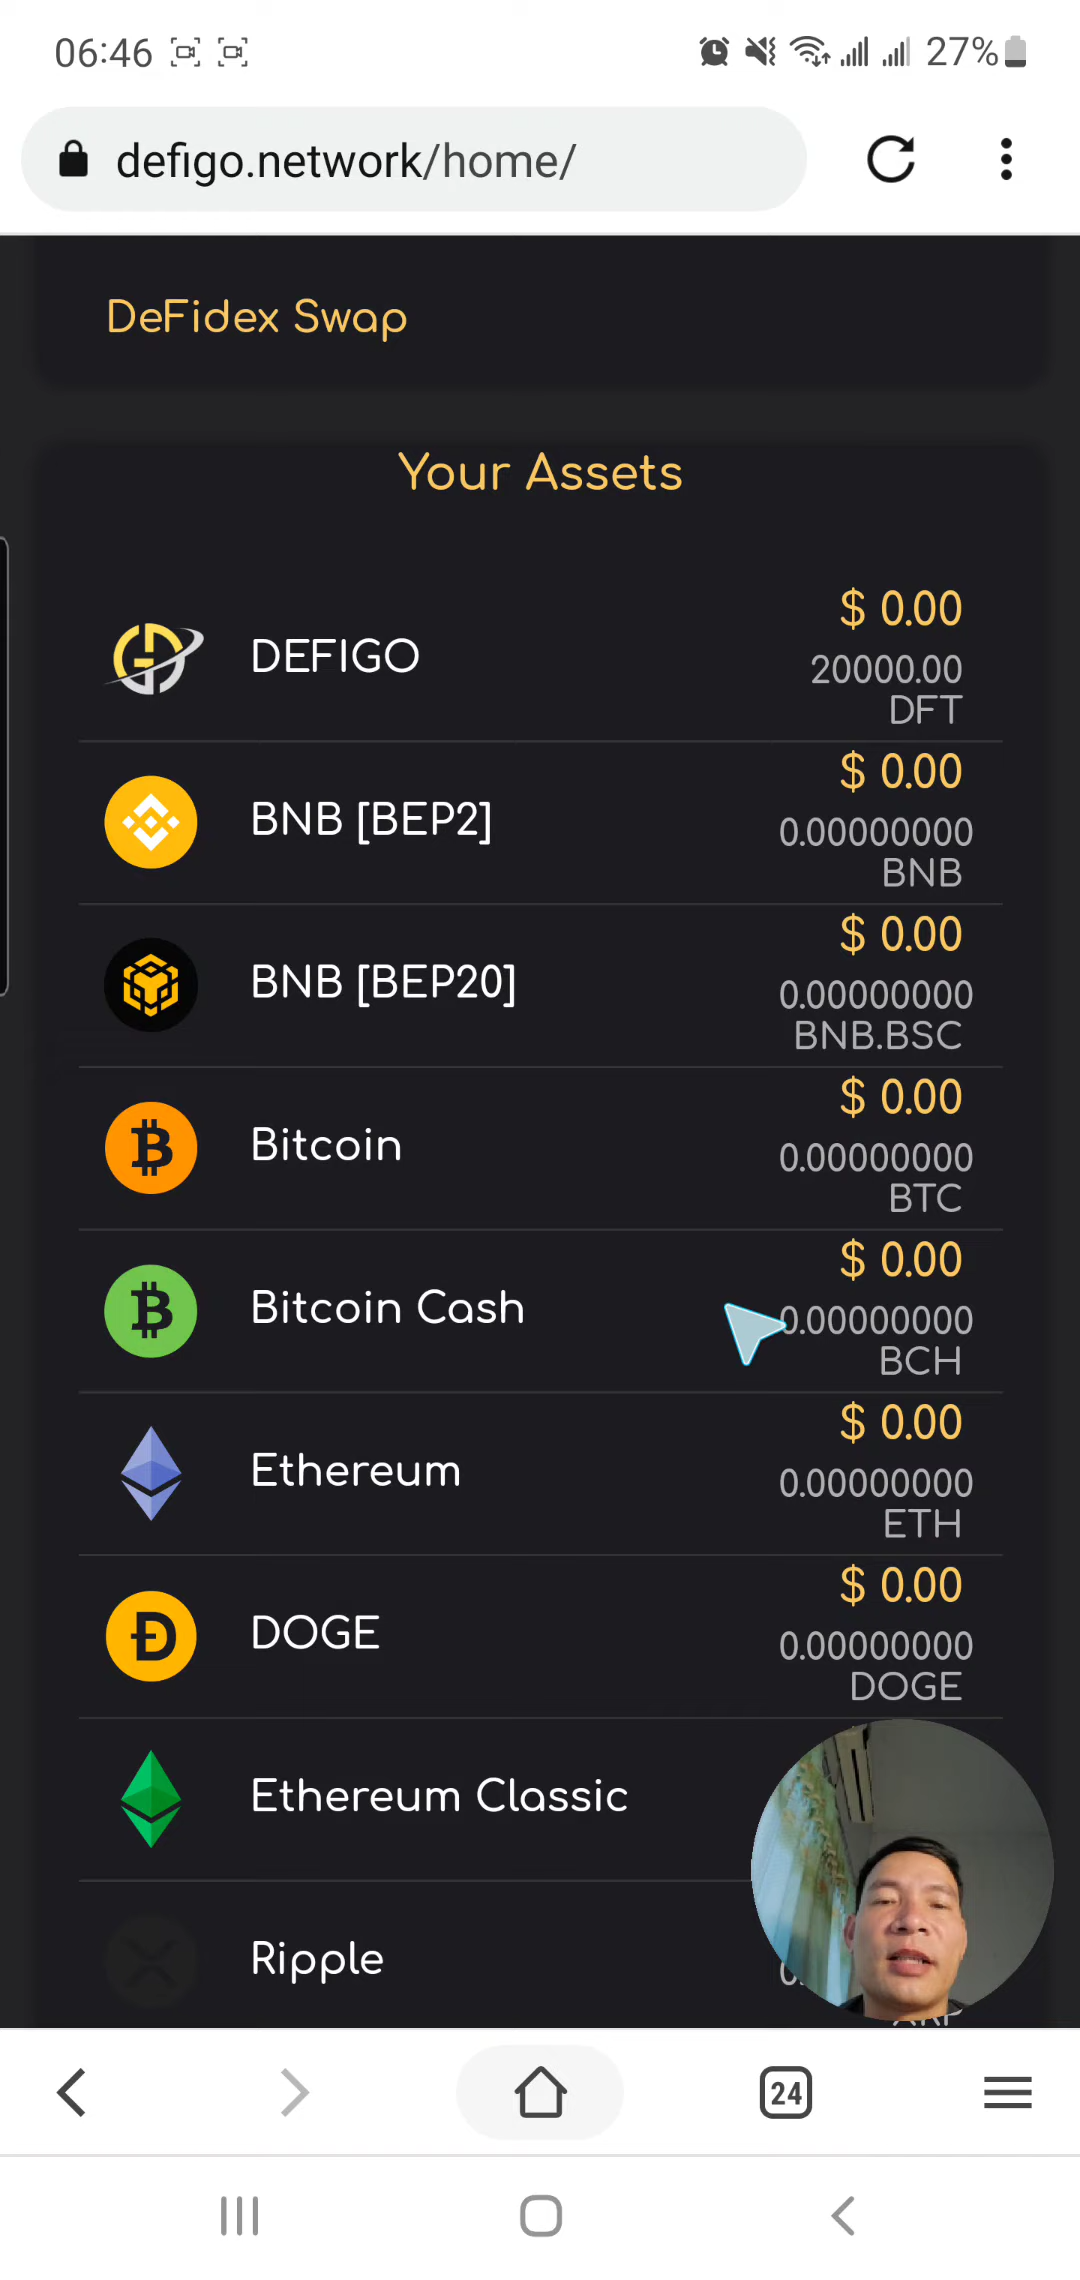 06:46
27%
defigo.network/home/
DeFidex Swap
Your Assets
$ 0.00
DEFIGO
20000.00
DFT
$ 0.00
BNB [BEP2]
0.00000000
BNB
$ 0.00
BNB [BEP20]
0.00000000
BNB.BSC
$ 0.00
Bitcoin
0.00000000
BTC
$ 0.00
Bitcoin Cash
0.00000000
BCH
$ 0.00
Ethereum
0.00000000
ETH
$ 0.00
DOGE
0.00000000
DOGE
Ethereum Classic
Ripple
24